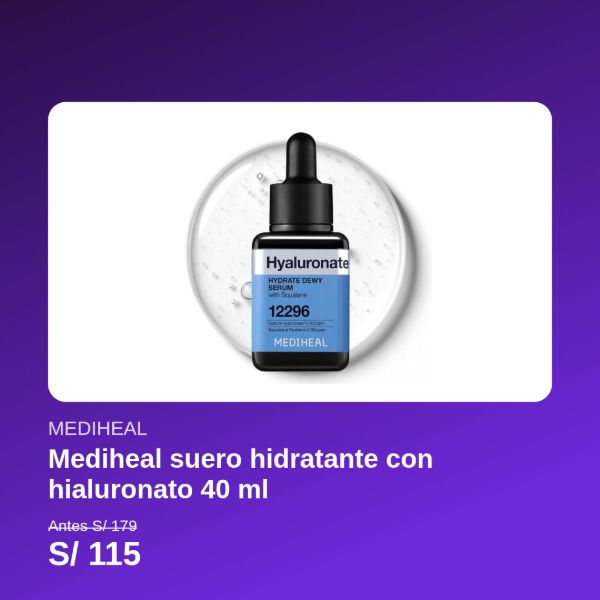 Hyaluronate
HYDRATE DEWY
SERUM
with Squalane
12296
MEDIHEAL
MEDIHEAL
Mediheal suero hidratante con
hialuronato 40 ml
Antes S/ 179
S/ 115